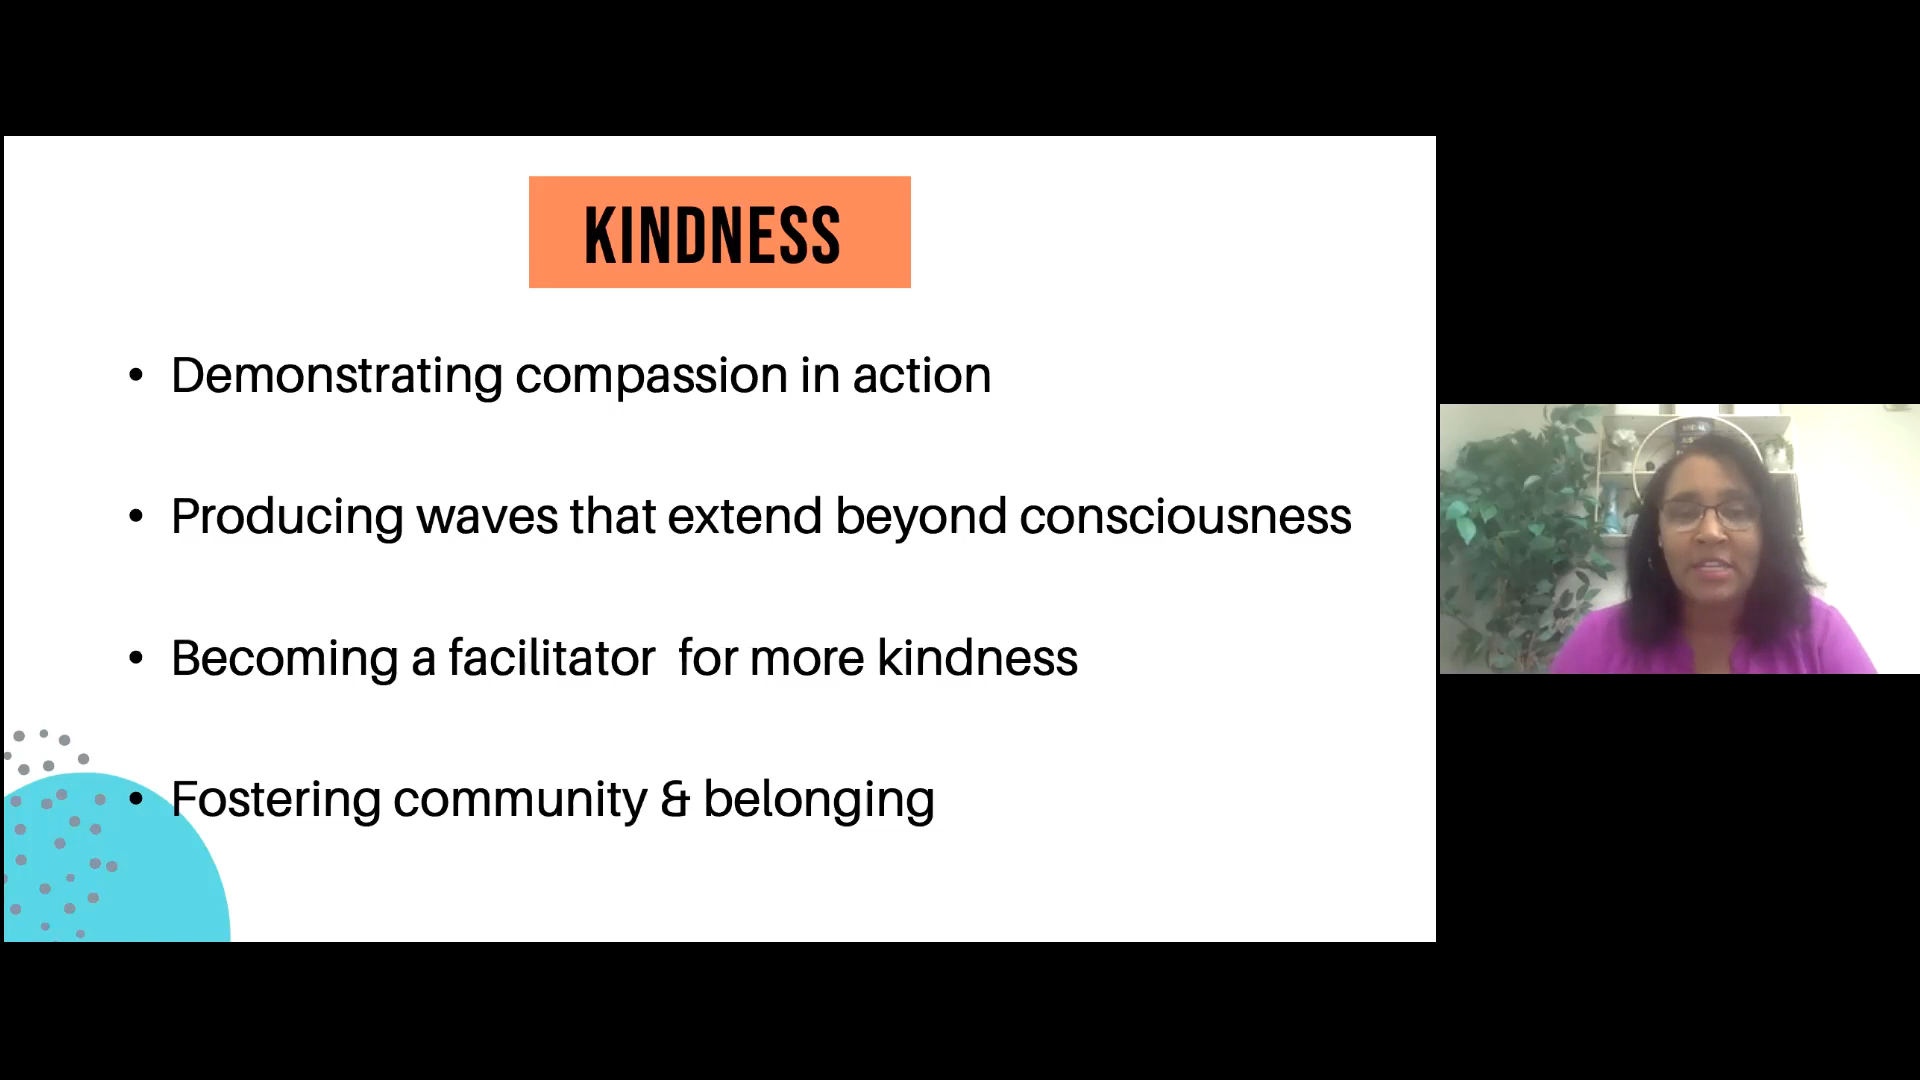 KINDNESS
• Demonstrating compassion in action
• Producing waves that extend beyond consciousness
• Becoming a facilitator  for more kindness
• Fostering community & belonging